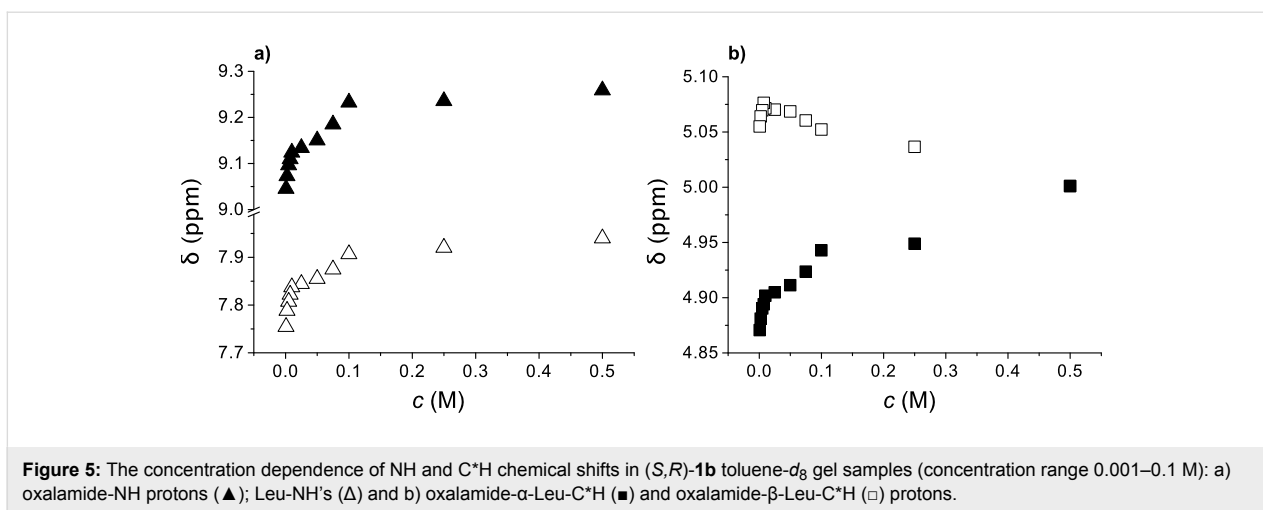 a)
9.3
9.2
9.1
9.0
7.9
7.8
7.7
δ (ppm)
0.0 0.1 0.2 0.3 0.4 0.5
c (M)
b)
5.10
5.05
5.00
4.95
4.90
4.85
δ (ppm)
0.0 0.1 0.2 0.3 0.4 0.5
c (M)
Figure 5: The concentration dependence of NH and C*H chemical shifts in (S,R)-1b toluene-d₈ gel samples (concentration range 0.001–0.1 M): a)
oxalamide-NH protons (▲); Leu-NH’s (Δ) and b) oxalamide-α-Leu-C*H (■) and oxalamide-β-Leu-C*H (□) protons.